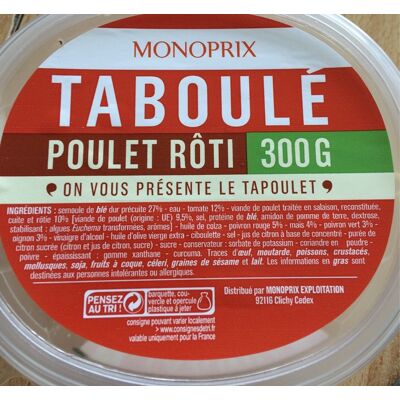 MONOPRIX
TABOULÉ
POULET RÔTI 300 G
ON VOUS PRÉSENTE LE TAPOULET
INGRÉDIENTS : semoule de blé dur précuite 27% - eau - tomate 12% - viande de poulet traitée en salaison, reconstituée,
cuite et rôtie 10% [viande de poulet (origine : UE) 9,5%, sel, protéines de blé, amidon de pomme de terre, dextrose,
stabilisant : algues Euchema transformées, arômes] - huile de colza - poivron rouge 5% - maïs 4% - poivron vert 3% -
oignon 3% - vinaigre d'alcool - huile d'olive vierge extra - ciboulette - sel - jus de citron à base de concentré - purée de
citron sucrée (citron et jus de citron, sucre) - sucre - conservateur : sorbate de potassium - coriandre en poudre -
poivre - épaississant : gomme xanthane - curcuma. Traces d'œuf, moutarde, poissons, crustacés,
mollusques, soja, fruits à coque, céleri, graines de sésame et lait. Les informations en gras sont
destinées aux personnes intolérantes ou allergiques.
PENSEZ
AU TRI !
barquette, cou-
vercle et opercule
plastique à jeter
consigne pouvant varier localement
> www.consignesdetri.fr
valable uniquement pour la France
Distribué par MONOPRIX EXPLOITATION
92116 Clichy Cedex